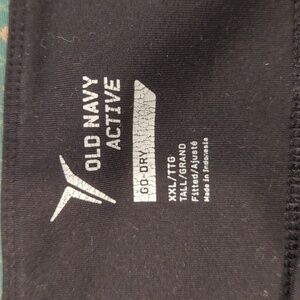 OLD NAVY
ACTIVE
GO-DRY
XXL/TTG
TALL/GRAND
Fitted/Ajusté
Made in Indonesia